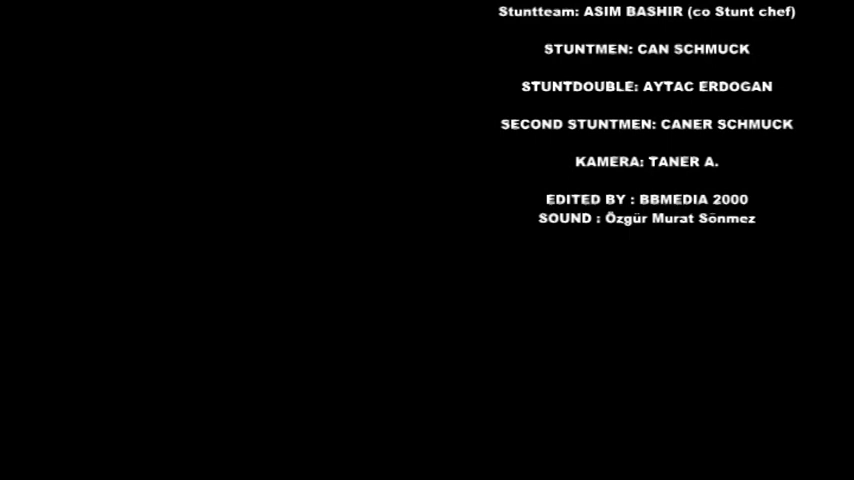 Stuntteam: ASIM BASHIR (co Stunt chef)
STUNTMEN: CAN SCHMUCK
STUNTDOUBLE: AYTAC ERDOGAN
SECOND STUNTMEN: CANER SCHMUCK
KAMERA: TANER A.
EDITED BY : BBMEDIA 2000
SOUND : Özgür Murat Sönmez